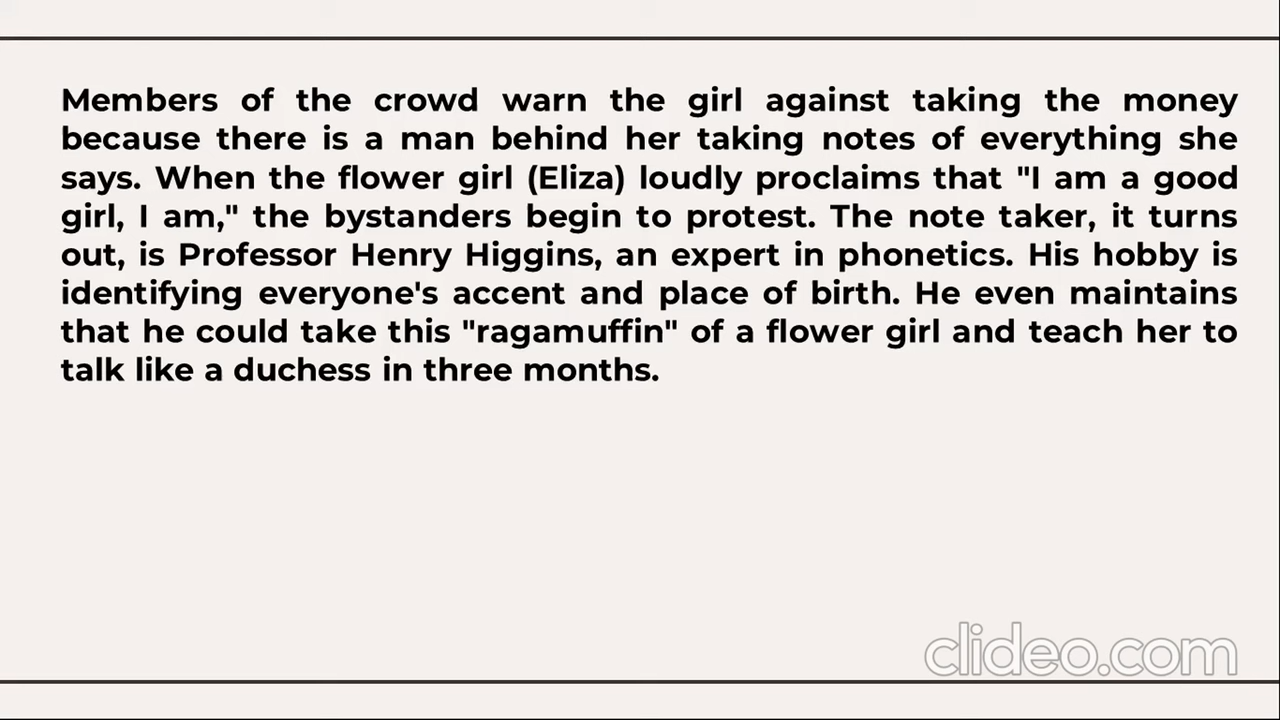 Members of the crowd warn the girl against taking the money
because there is a man behind her taking notes of everything she
says. When the flower girl (Eliza) loudly proclaims that "I am a good
girl, I am," the bystanders begin to protest. The note taker, it turns
out, is Professor Henry Higgins, an expert in phonetics. His hobby is
identifying everyone's accent and place of birth. He even maintains
that he could take this "ragamuffin" of a flower girl and teach her to
talk like a duchess in three months.
clideo.com